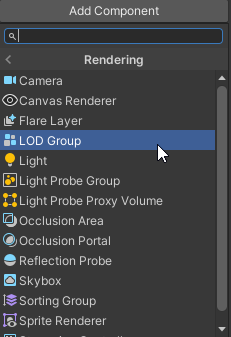 Add Component
Rendering
Camera
Canvas Renderer
Flare Layer
LOD Group
Light
Light Probe Group
Light Probe Proxy Volume
Occlusion Area
Occlusion Portal
Reflection Probe
Skybox
Sorting Group
Sprite Renderer